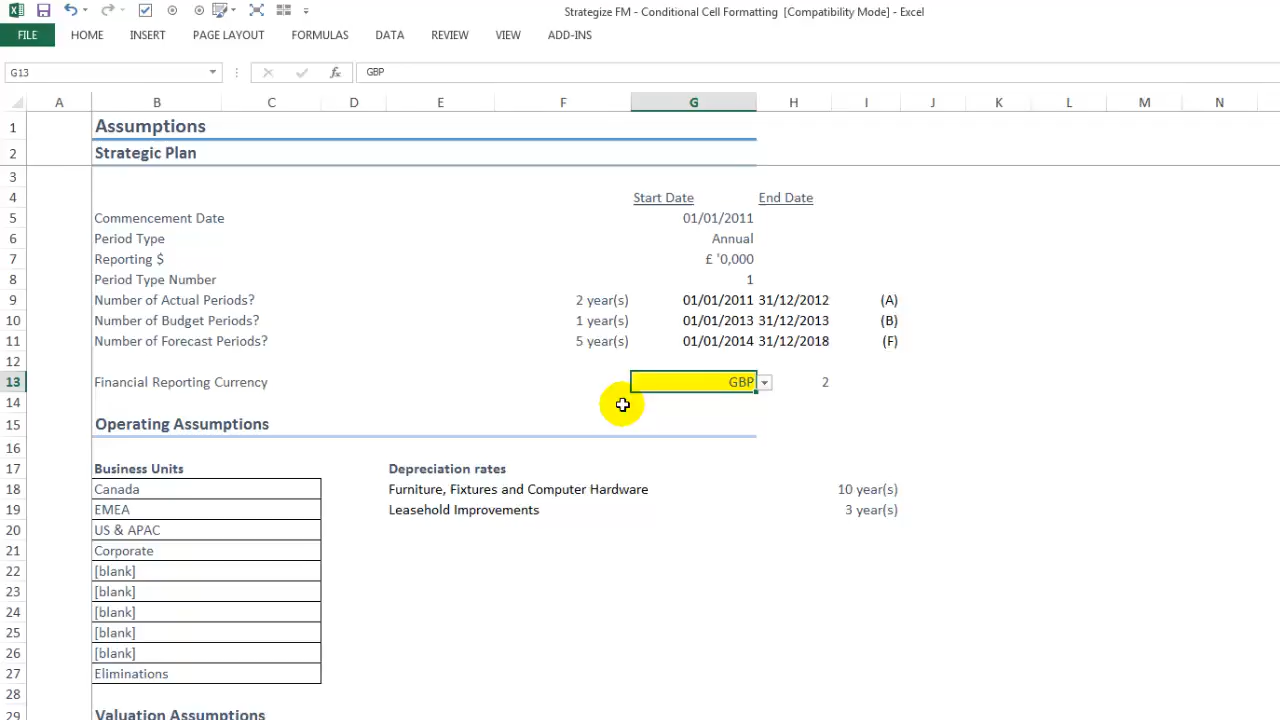 Strategize FM - Conditional Cell Formatting [Compatibility Mode] - Excel
FILE HOME INSERT PAGE LAYOUT FORMULAS DATA REVIEW VIEW ADD-INS
G13 fx GBP
A B C D E F G H I J K L M N
1 Assumptions
2 Strategic Plan
3
4 Start Date End Date
5 Commencement Date 01/01/2011
6 Period Type Annual
7 Reporting $ £ '0,000
8 Period Type Number 1
9 Number of Actual Periods? 2 year(s) 01/01/2011 31/12/2012 (A)
10 Number of Budget Periods? 1 year(s) 01/01/2013 31/12/2013 (B)
11 Number of Forecast Periods? 5 year(s) 01/01/2014 31/12/2018 (F)
12
13 Financial Reporting Currency GBP 2
14
15 Operating Assumptions
16
17 Business Units Depreciation rates
18 Canada Furniture, Fixtures and Computer Hardware 10 year(s)
19 EMEA Leasehold Improvements 3 year(s)
20 US & APAC
21 Corporate
22 [blank]
23 [blank]
24 [blank]
25 [blank]
26 [blank]
27 Eliminations
28
29 Valuation Assumptions